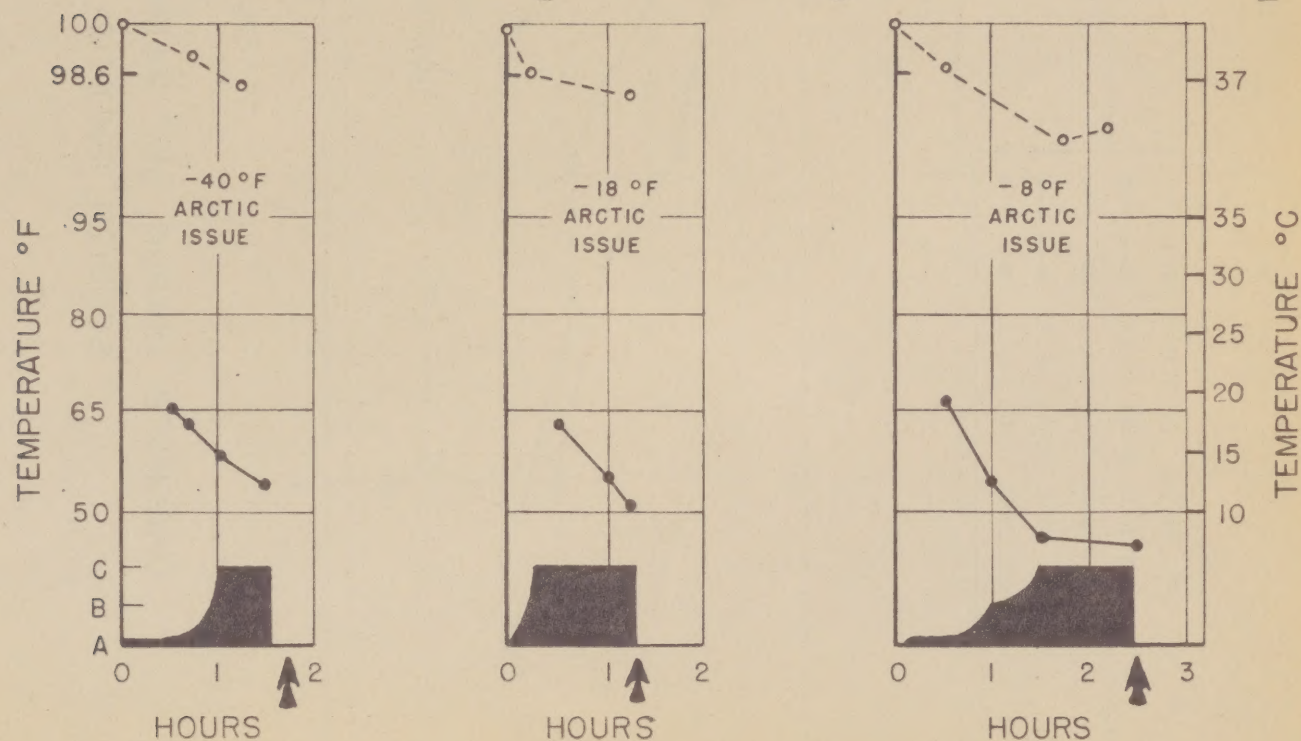 TEMPERATURE °F
100
98.6
95
80
65
50
C
B
A
-40°F
ARCTIC
ISSUE
0 1 2
HOURS
-18 °F
ARCTIC
ISSUE
0 1 2
HOURS
-8 °F
ARCTIC
ISSUE
0 1 2 3
HOURS
37
35
30
25
20
15
10
TEMPERATURE °C